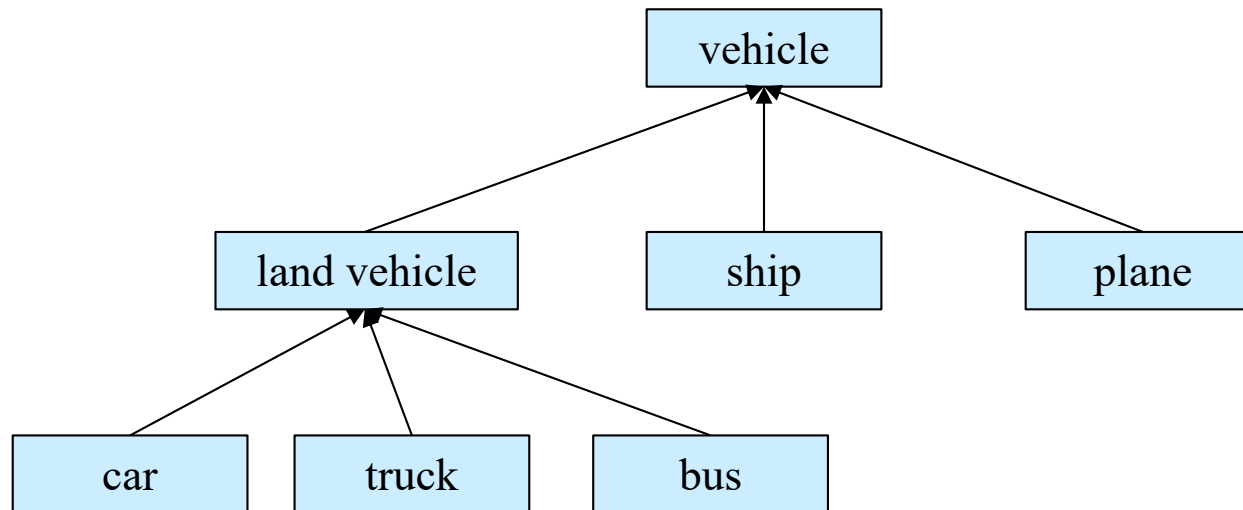 vehicle
land vehicle
ship
plane
car
truck
bus